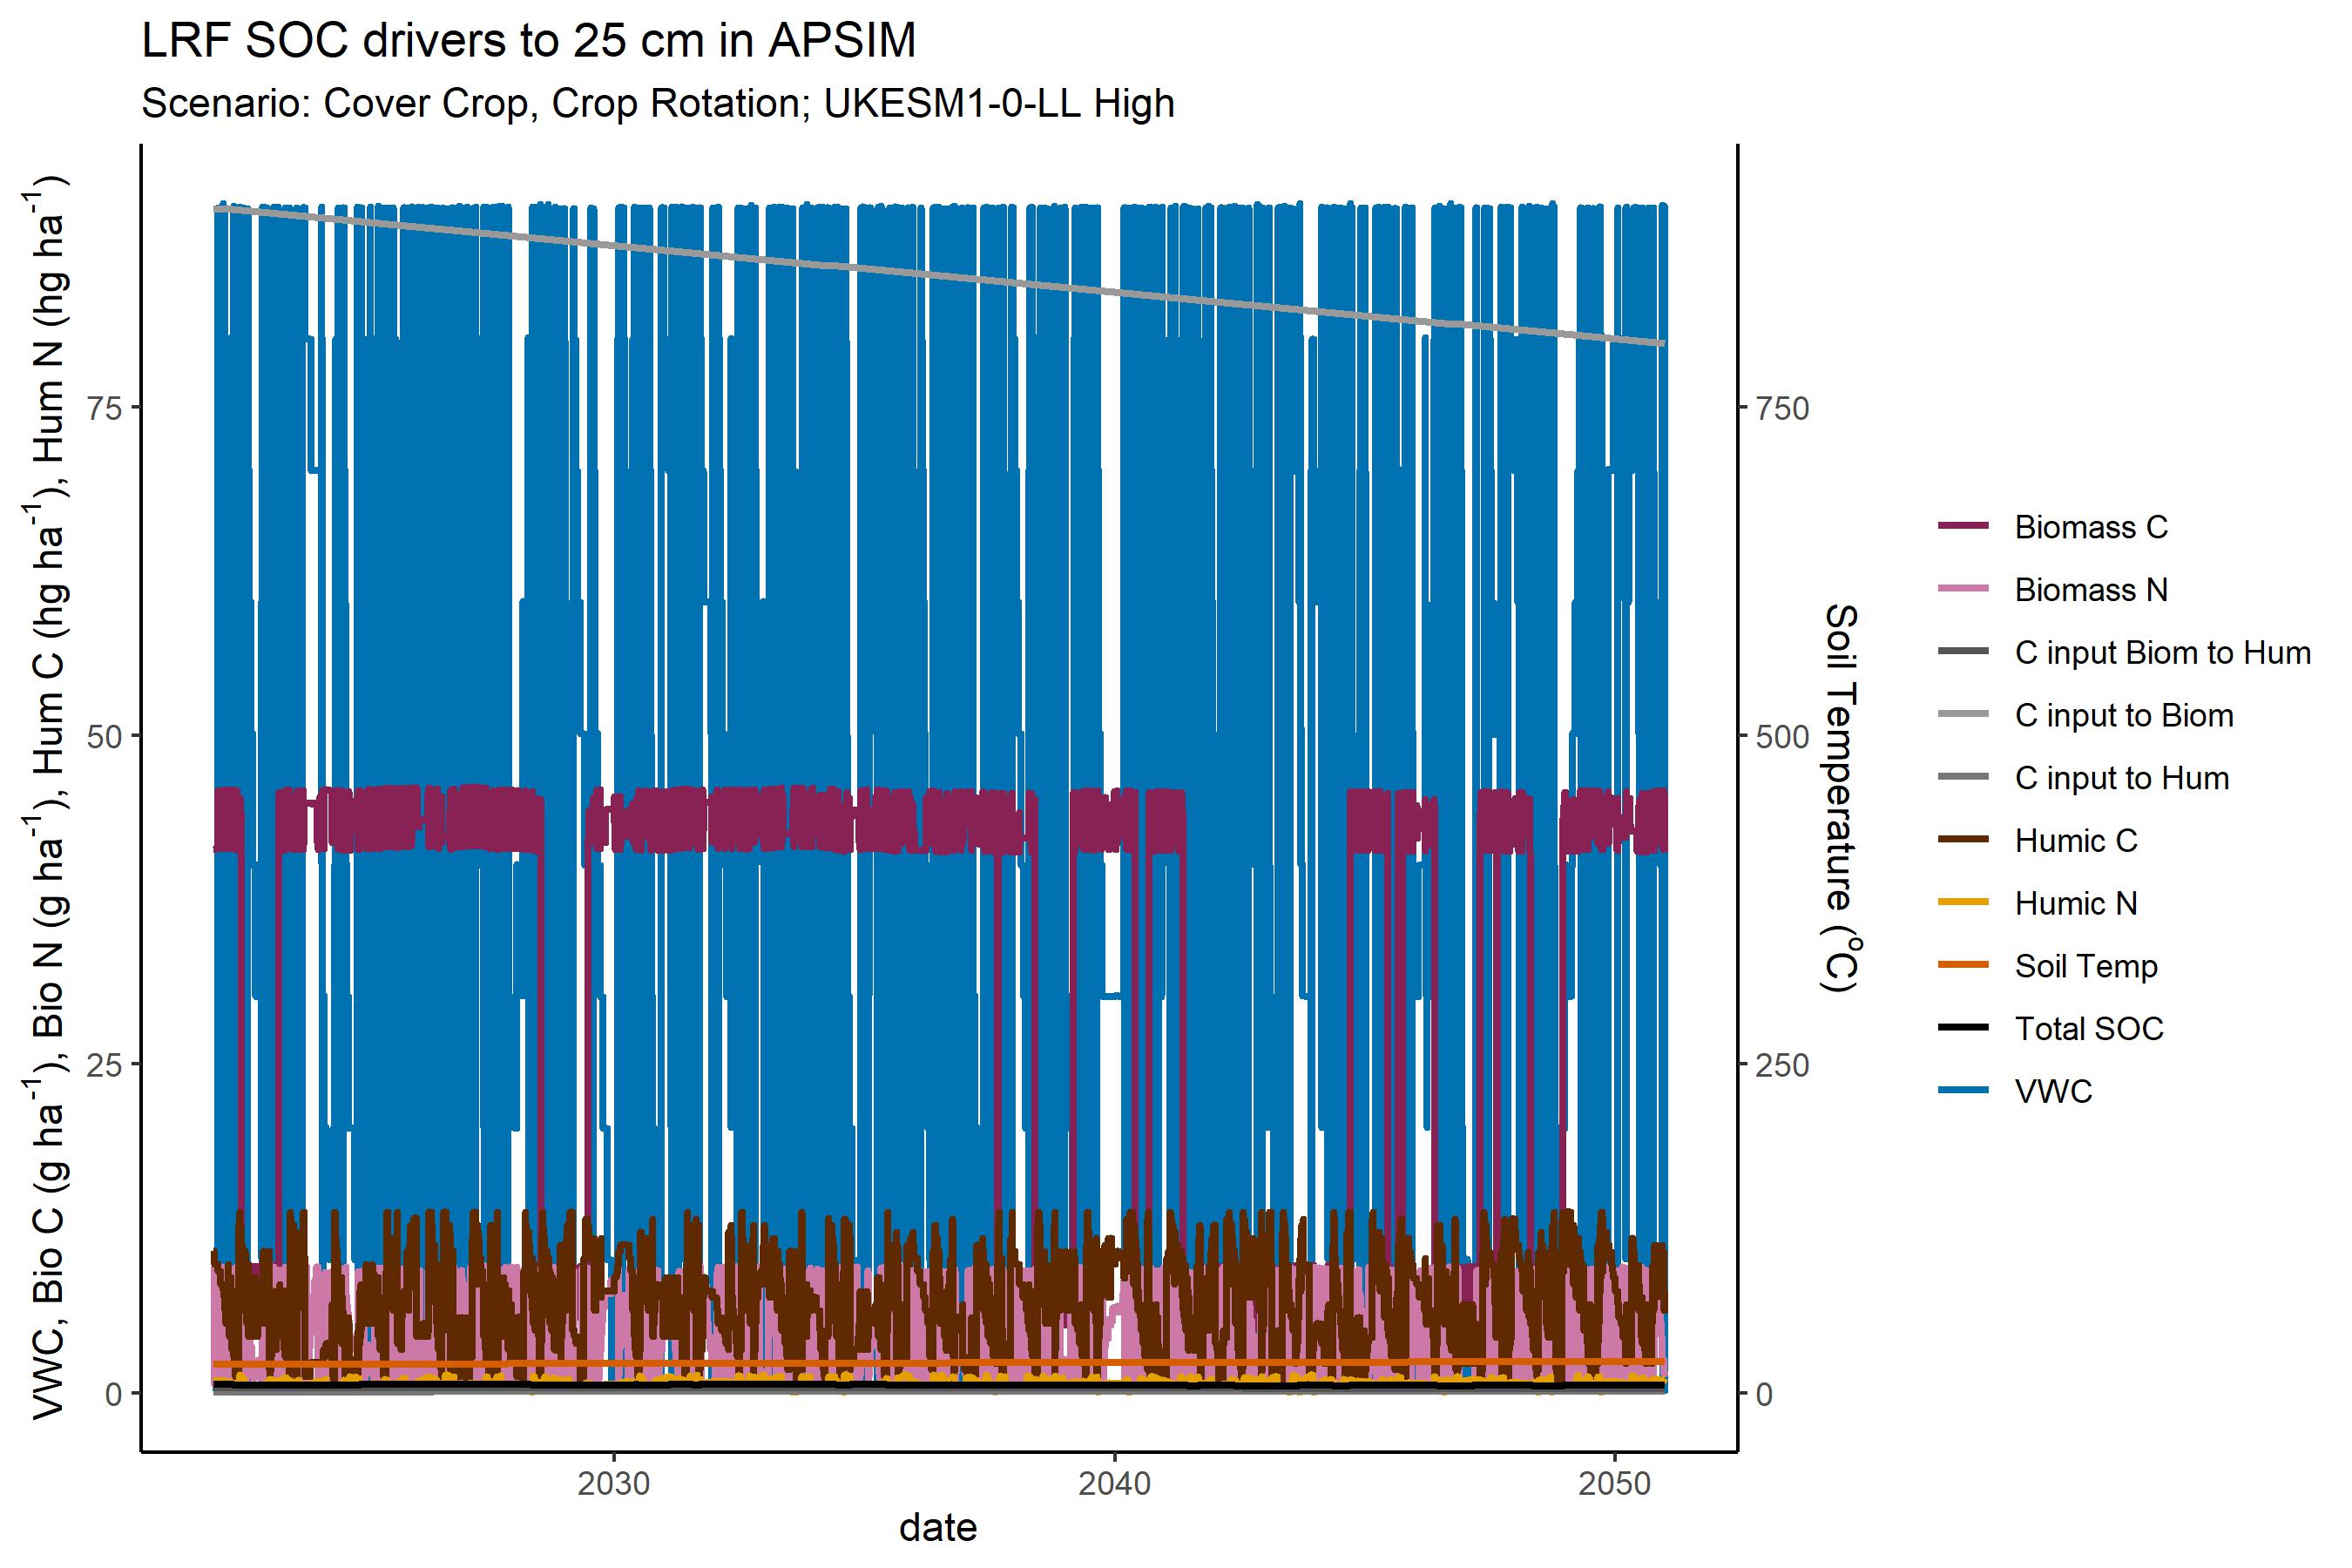 LRF SOC drivers to 25 cm in APSIM
Scenario: Cover Crop, Crop Rotation; UKESM1-0-LL High
VWC, Bio C (g ha⁻¹), Bio N (g ha⁻¹), Hum C (hg ha⁻¹), Hum N (hg ha⁻¹)
75
50
25
0
750
500
250
0
Soil Temperature (°C)
2030
2040
2050
date
Biomass C
Biomass N
C input Biom to Hum
C input to Biom
C input to Hum
Humic C
Humic N
Soil Temp
Total SOC
VWC